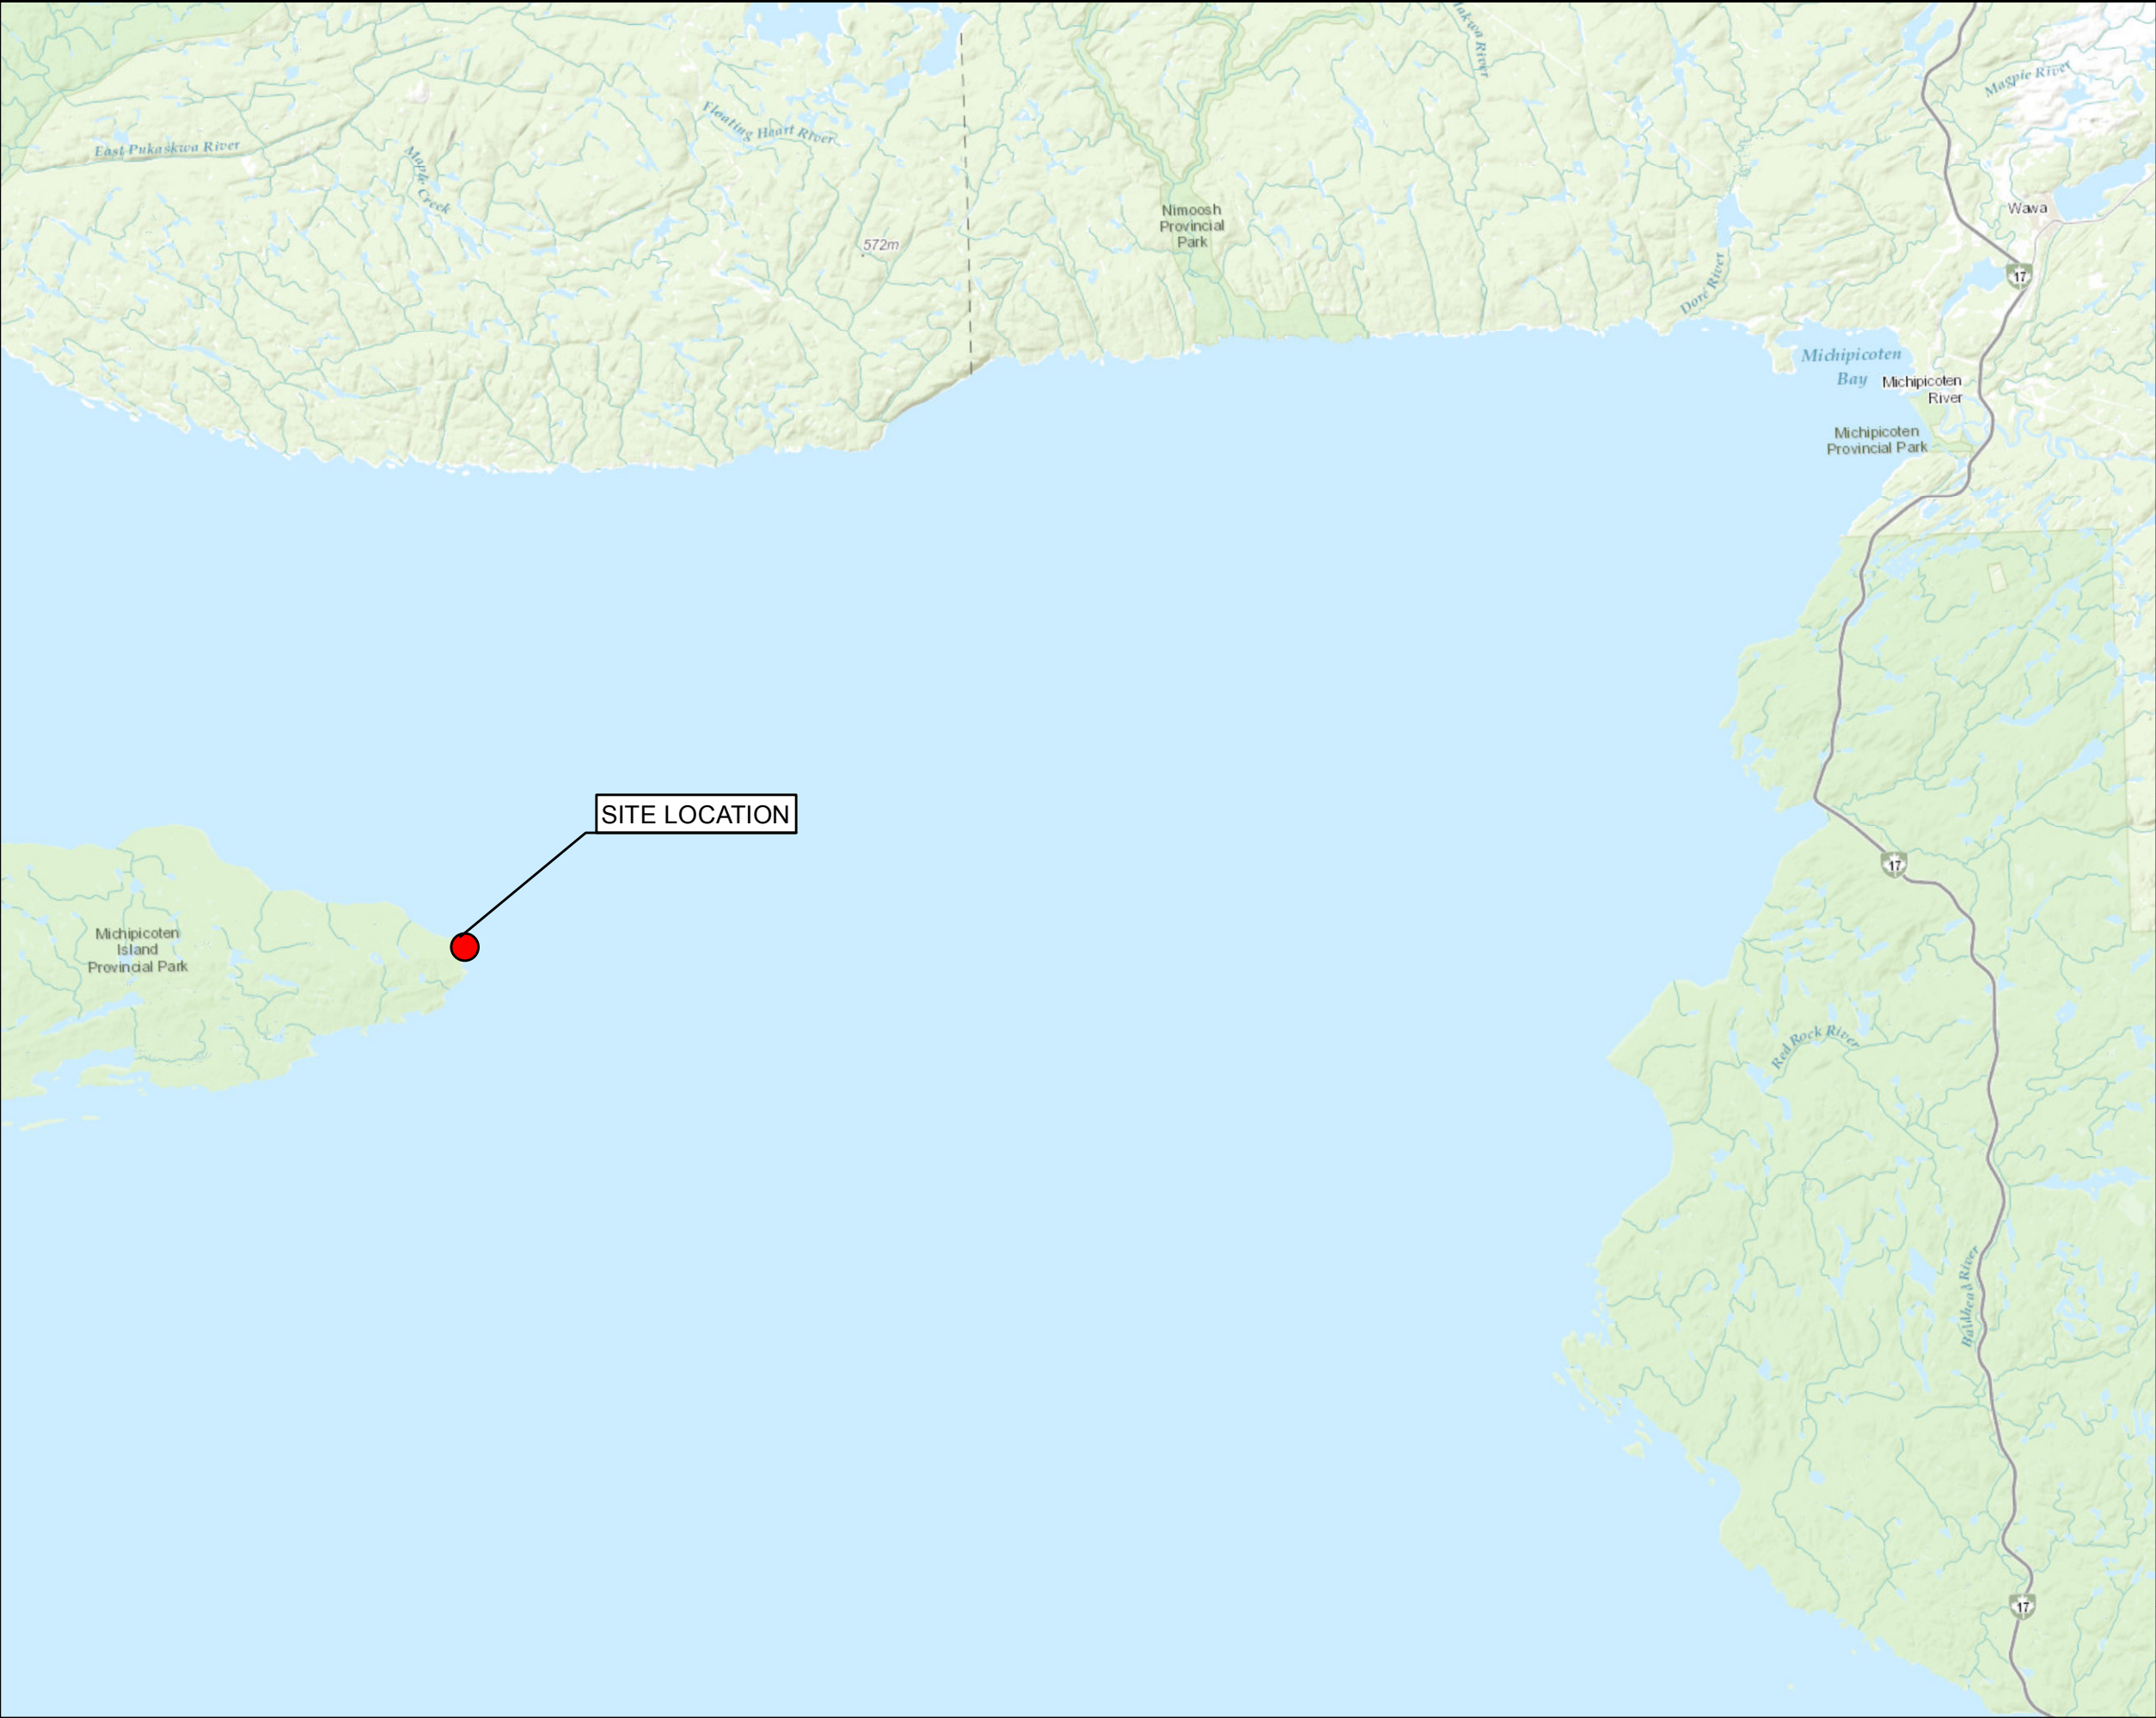 Makwa River
Magpie River
Floating Heart River
East Pukaskwa River
Maple Creek
Wawa
Nimoosh
Provincial
Park
572m
17
Dore River
Michipicoten
Bay
Michipicoten
River
Michipicoten
Provincial Park
SITE LOCATION
17
Michipicoten
Island
Provincial Park
Red Rock River
Baldhead River
17